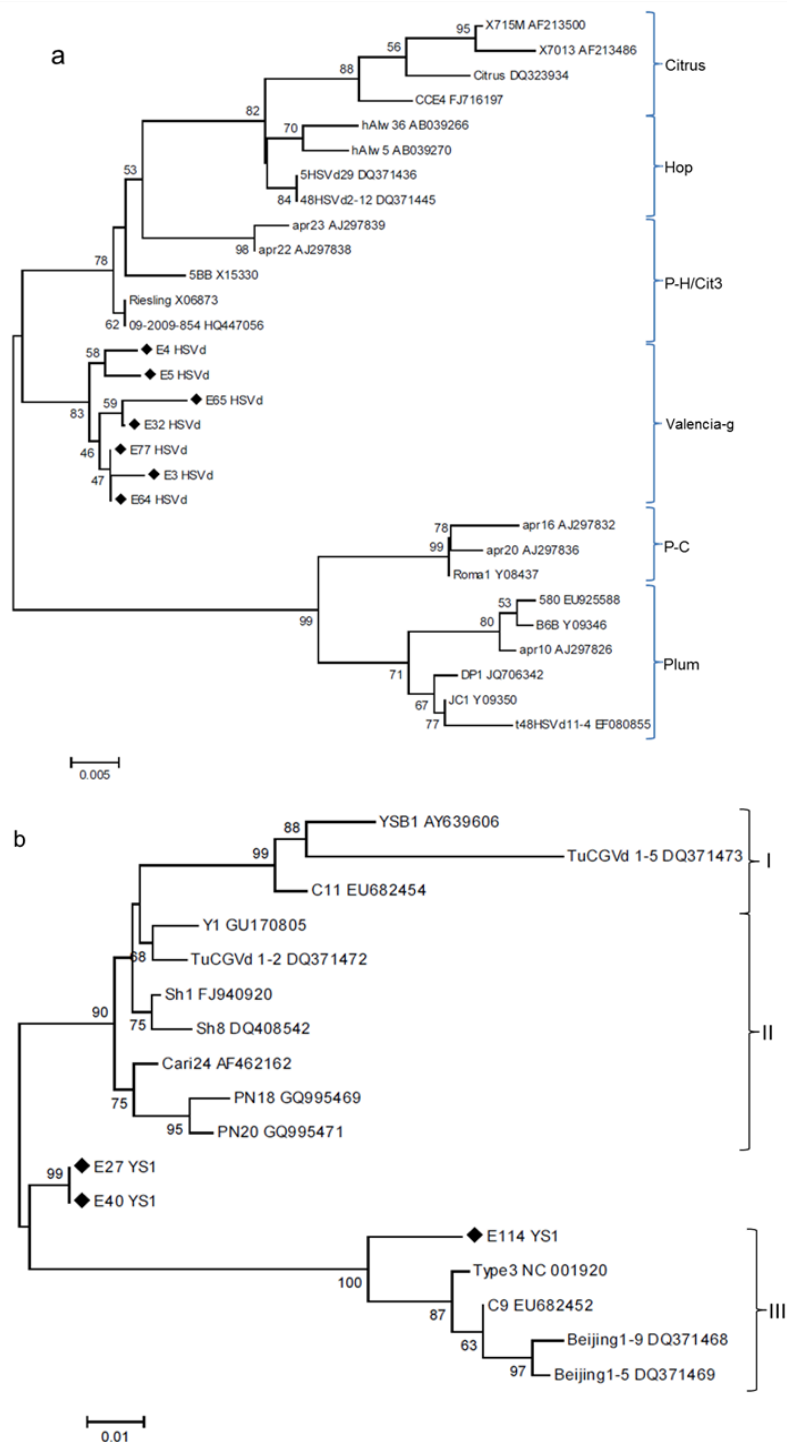 a
X715M AF213500
95
X7013 AF213486
56
Citrus DQ323934
88
CCE4 FJ716197
Citrus
82
hAlw 36 AB039266
70
hAlw 5 AB039270
5HSVd29 DQ371436
84
48HSVd2-12 DQ371445
Hop
53
apr23 AJ297839
98
apr22 AJ297838
78
5BB X15330
Riesling X06873
62
09-2009-854 HQ447056
P-H/Cit3
58
E4 HSVd
E5 HSVd
83
59
E65 HSVd
E32 HSVd
46
E77 HSVd
47
E3 HSVd
E64 HSVd
Valencia-g
78
apr16 AJ297832
99
apr20 AJ297836
Roma1 Y08437
P-C
99
53
580 EU925588
80
B6B Y09346
apr10 AJ297826
71
DP1 JQ706342
67
JC1 Y09350
77
t48HSVd11-4 EF080855
Plum
0.005
b
88
YSB1 AY639606
99
TuCGVd 1-5 DQ371473
C11 EU682454
I
Y1 GU170805
68
TuCGVd 1-2 DQ371472
90
Sh1 FJ940920
75
Sh8 DQ408542
Cari24 AF462162
75
PN18 GQ995469
95
PN20 GQ995471
II
99
E27 YS1
E40 YS1
E114 YS1
100
Type3 NC 001920
87
C9 EU682452
63
Beijing1-9 DQ371468
97
Beijing1-5 DQ371469
III
0.01